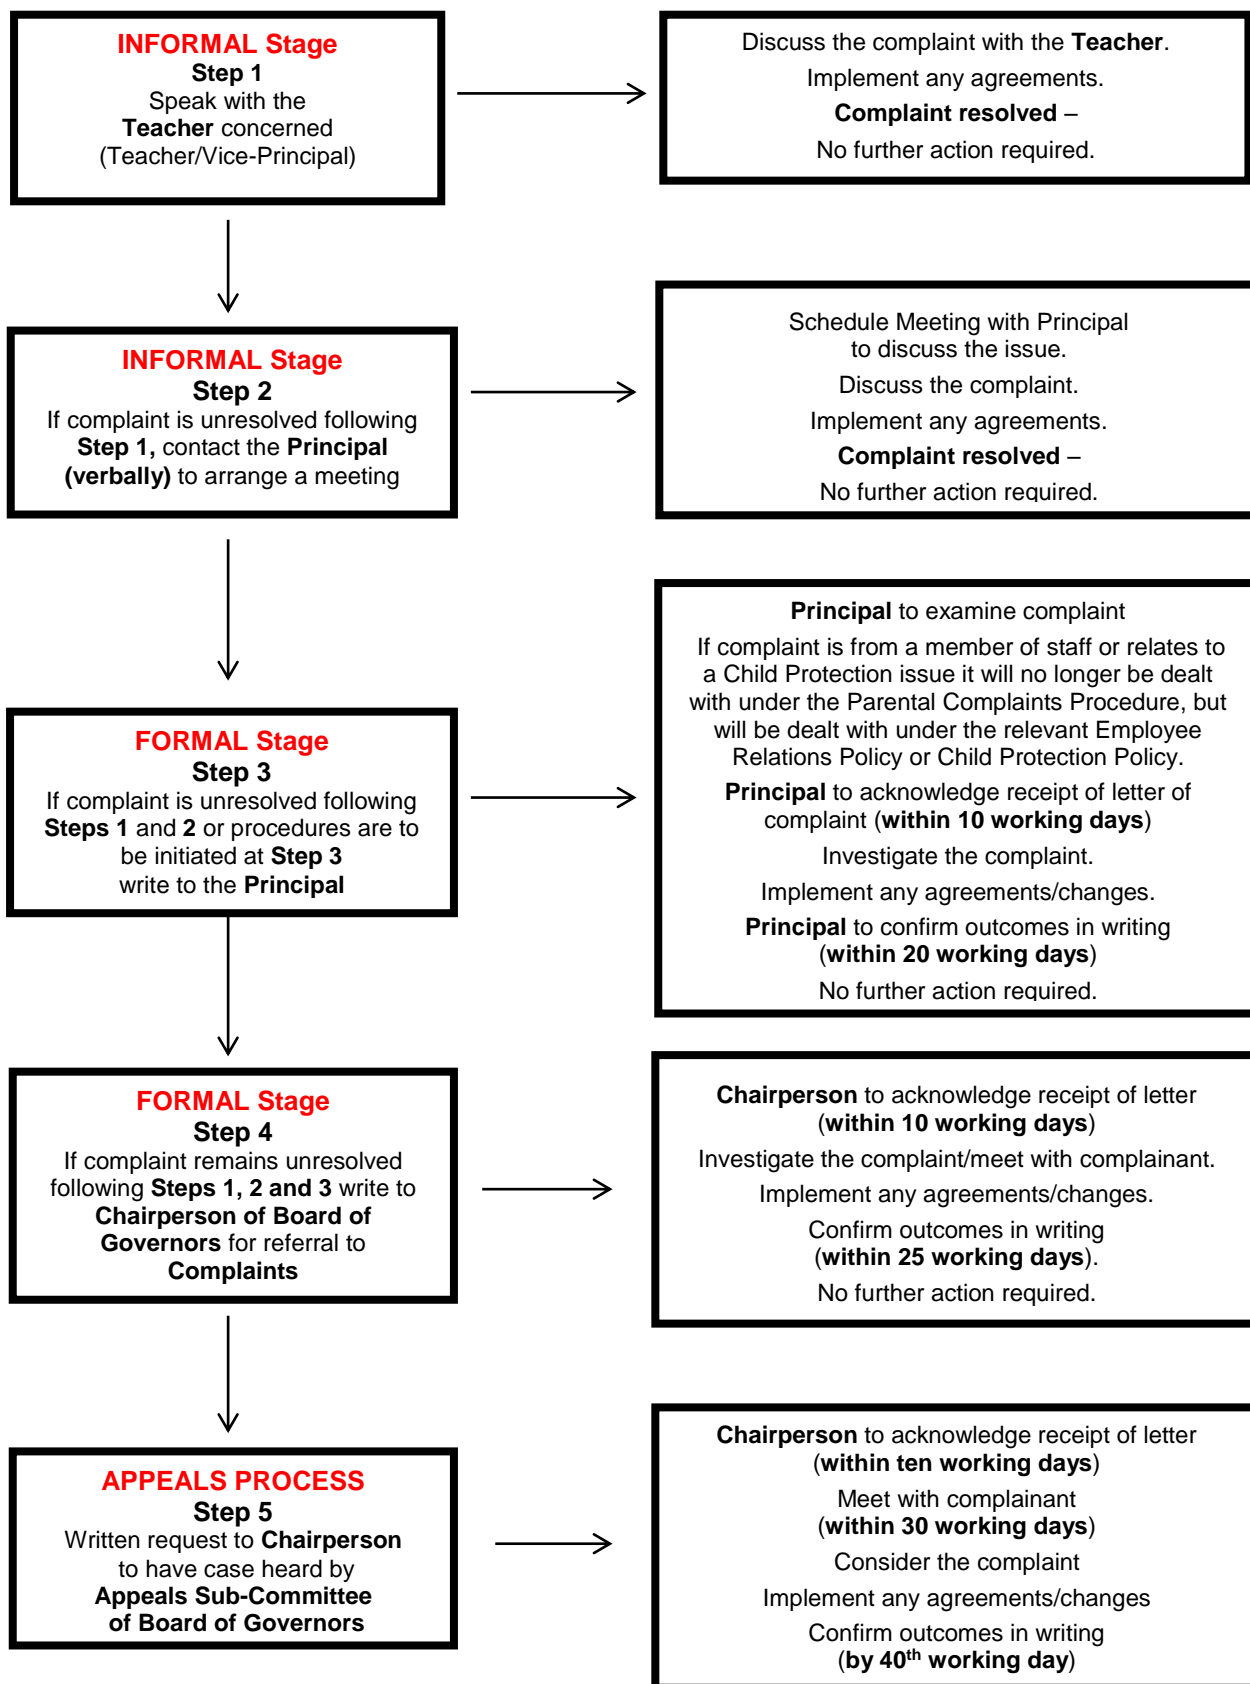 INFORMAL Stage
Step 1
Speak with the
Teacher concerned
(Teacher/Vice-Principal)
Discuss the complaint with the Teacher.
Implement any agreements.
Complaint resolved –
No further action required.
INFORMAL Stage
Step 2
If complaint is unresolved following
Step 1, contact the Principal
(verbally) to arrange a meeting
Schedule Meeting with Principal
to discuss the issue.
Discuss the complaint.
Implement any agreements.
Complaint resolved –
No further action required.
FORMAL Stage
Step 3
If complaint is unresolved following
Steps 1 and 2 or procedures are to
be initiated at Step 3
write to the Principal
Principal to examine complaint
If complaint is from a member of staff or relates to
a Child Protection issue it will no longer be dealt
with under the Parental Complaints Procedure, but
will be dealt with under the relevant Employee
Relations Policy or Child Protection Policy.
Principal to acknowledge receipt of letter of
complaint (within 10 working days)
Investigate the complaint.
Implement any agreements/changes.
Principal to confirm outcomes in writing
(within 20 working days)
No further action required.
FORMAL Stage
Step 4
If complaint remains unresolved
following Steps 1, 2 and 3 write to
Chairperson of Board of
Governors for referral to
Complaints
Chairperson to acknowledge receipt of letter
(within 10 working days)
Investigate the complaint/meet with complainant.
Implement any agreements/changes.
Confirm outcomes in writing
(within 25 working days).
No further action required.
APPEALS PROCESS
Step 5
Written request to Chairperson
to have case heard by
Appeals Sub-Committee
of Board of Governors
Chairperson to acknowledge receipt of letter
(within ten working days)
Meet with complainant
(within 30 working days)
Consider the complaint
Implement any agreements/changes
Confirm outcomes in writing
(by 40th working day)